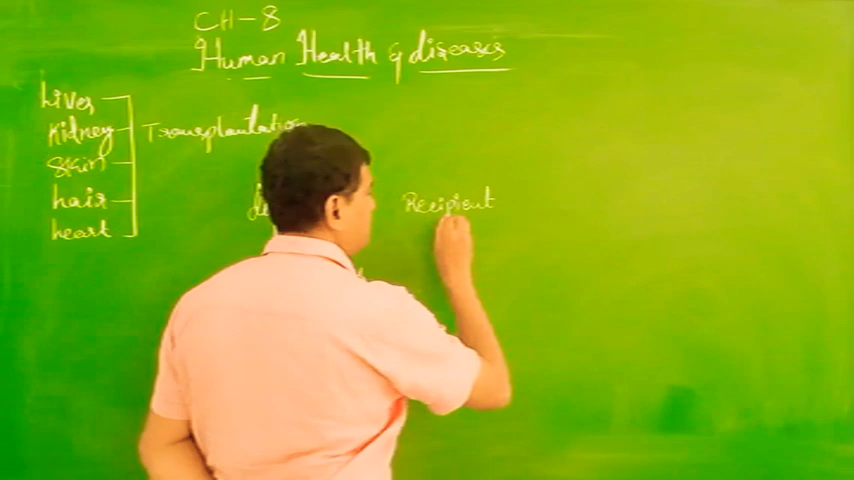 CH-8
Human Health & diseases
Liver
Kidney
Transplantation
Skin
hair
Recipient
heart